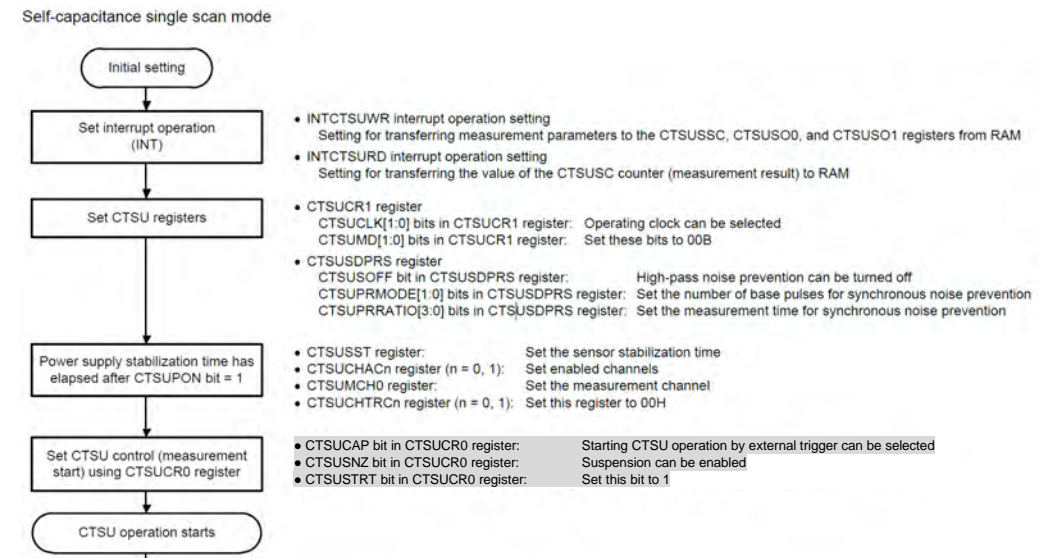 Self-capacitance single scan mode
Initial setting
Set interrupt operation
(INT)
• INTCTSUWR interrupt operation setting
Setting for transferring measurement parameters to the CTSUSSC, CTSUSO0, and CTSUSO1 registers from RAM
• INTCTSURD interrupt operation setting
Setting for transferring the value of the CTSUSC counter (measurement result) to RAM
Set CTSU registers
• CTSUCR1 register
CTSUCLK[1:0] bits in CTSUCR1 register: Operating clock can be selected
CTSUMD[1:0] bits in CTSUCR1 register: Set these bits to 00B
• CTSUSDPRS register
CTSUSOFF bit in CTSUSDPRS register: High-pass noise prevention can be turned off
CTSUPRMODE[1:0] bits in CTSUSDPRS register: Set the number of base pulses for synchronous noise prevention
CTSUPRRATIO[3:0] bits in CTSUSDPRS register: Set the measurement time for synchronous noise prevention
Power supply stabilization time has
elapsed after CTSUPON bit = 1
• CTSUSST register: Set the sensor stabilization time
• CTSUCHACn register (n = 0, 1): Set enabled channels
• CTSUMCH0 register: Set the measurement channel
• CTSUCHTRCn register (n = 0, 1): Set this register to 00H
Set CTSU control (measurement
start) using CTSUCR0 register
● CTSUCAP bit in CTSUCR0 register: Starting CTSU operation by external trigger can be selected
● CTSUSNZ bit in CTSUCR0 register: Suspension can be enabled
● CTSUSTRT bit in CTSUCR0 register: Set this bit to 1
CTSU operation starts